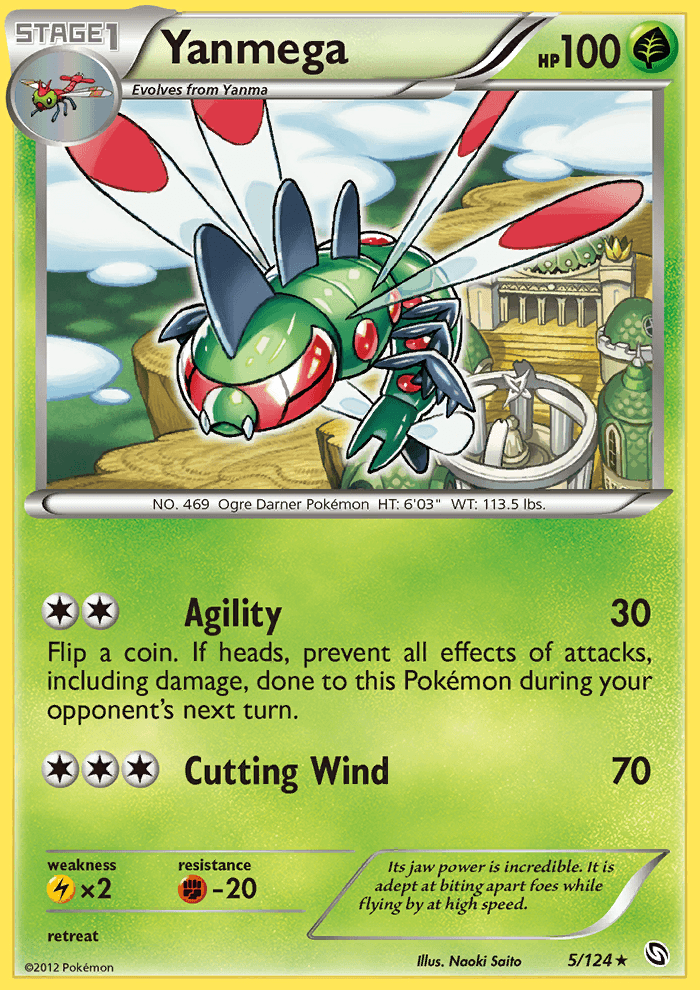 STAGE1
Yanmega
HP100
Evolves from Yanma
NO. 469 Ogre Darner Pokémon HT: 6'03" WT: 113.5 lbs.
Agility 30
Flip a coin. If heads, prevent all effects of attacks,
including damage, done to this Pokémon during your
opponent's next turn.
Cutting Wind 70
weakness
×2
resistance
-20
retreat
Its jaw power is incredible. It is
adept at biting apart foes while
flying by at high speed.
©2012 Pokémon
Illus. Naoki Saito
5/124★